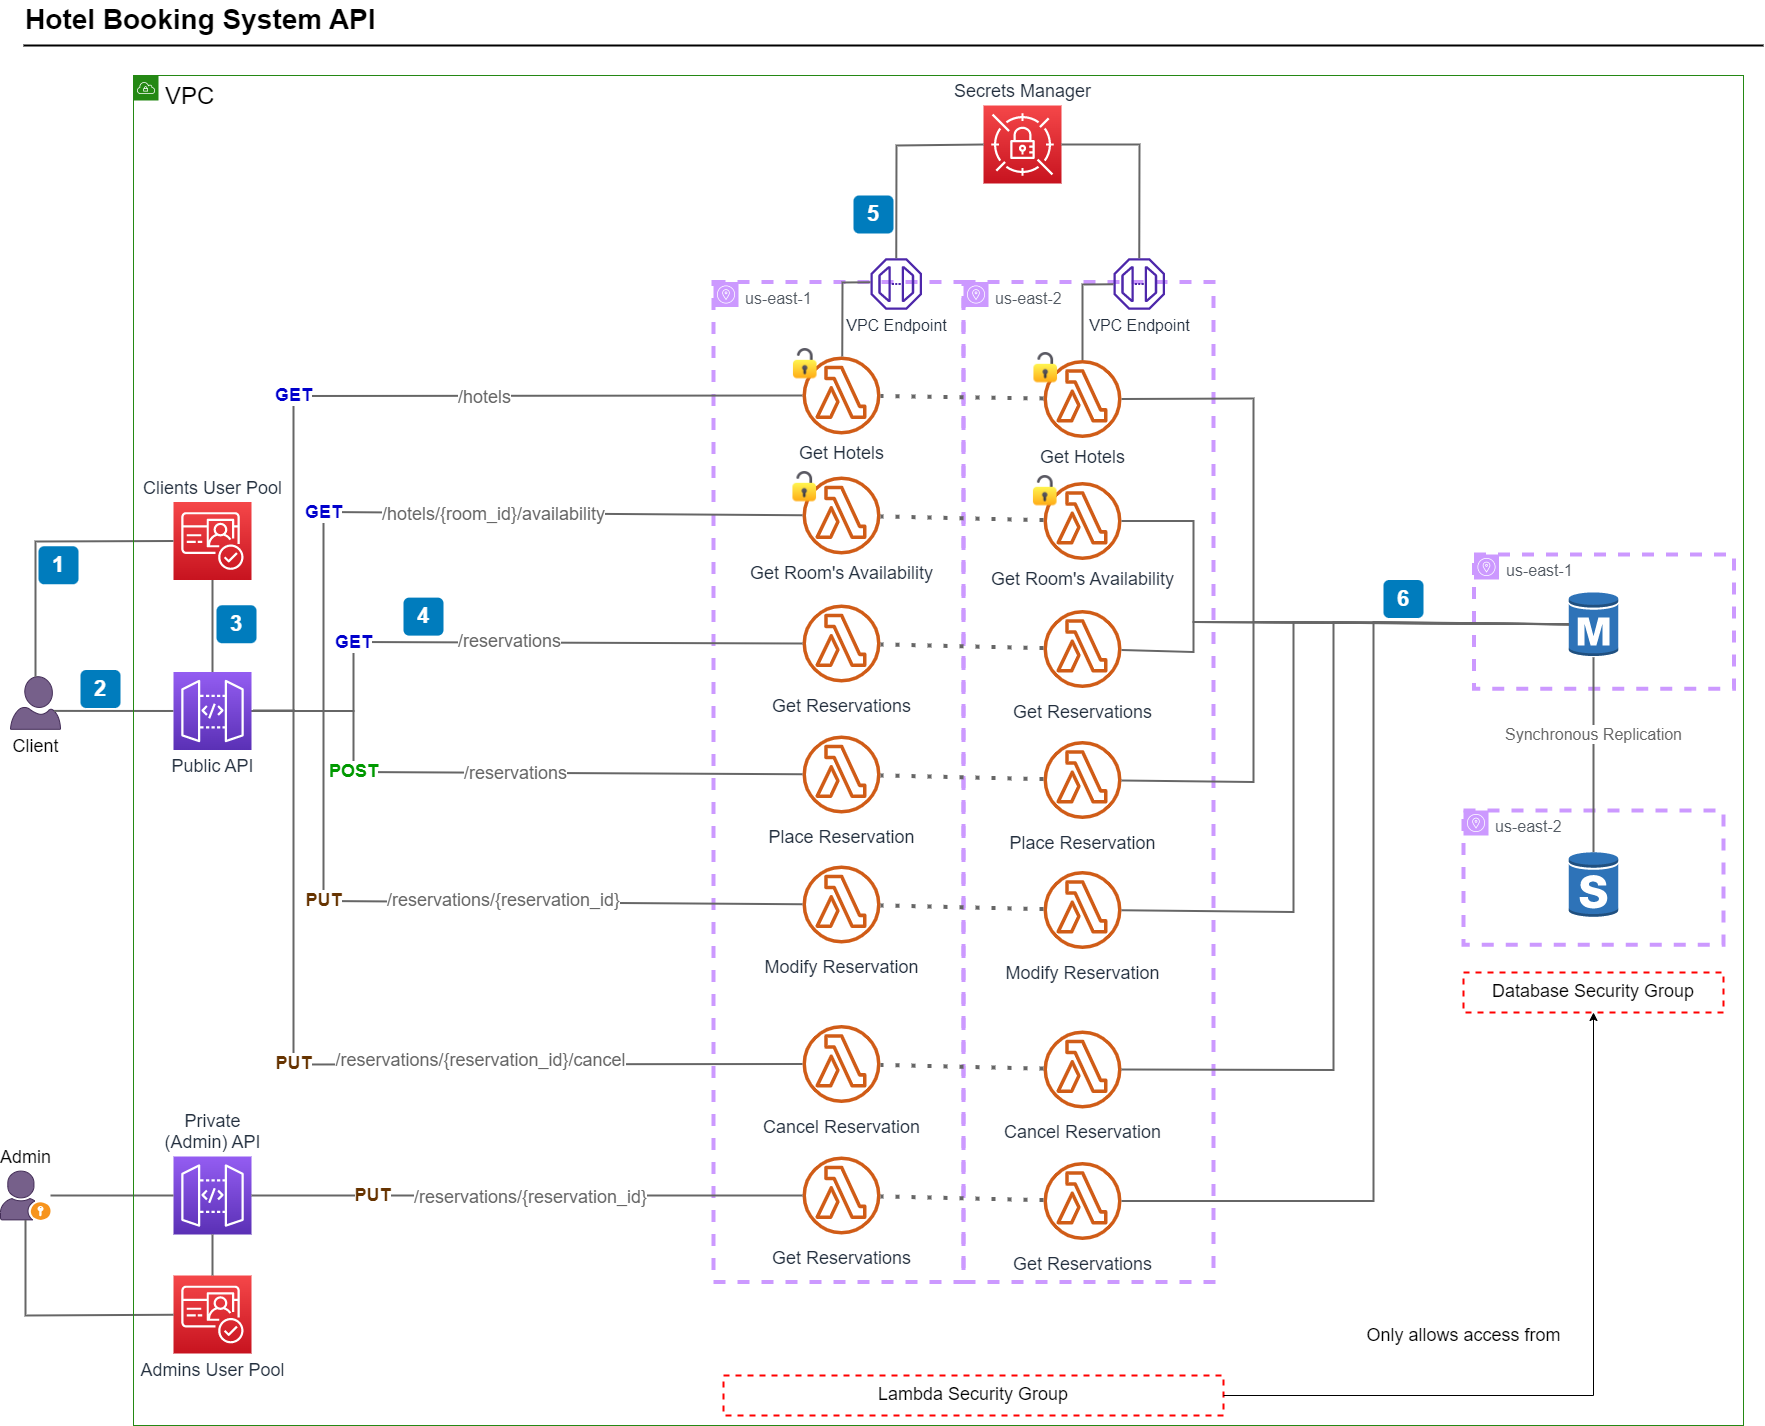 Hotel Booking System API
VPC
Secrets Manager
5
us-east-1
us-east-2
VPC Endpoint
VPC Endpoint
GET
/hotels
Get Hotels
Get Hotels
Clients User Pool
GET
/hotels/{room_id}/availability
Get Room's Availability
Get Room's Availability
1
3
4
6
us-east-1
M
GET
/reservations
Get Reservations
Get Reservations
2
Client
Public API
Synchronous Replication
POST
/reservations
Place Reservation
Place Reservation
us-east-2
S
PUT
/reservations/{reservation_id}
Modify Reservation
Modify Reservation
Database Security Group
PUT
/reservations/{reservation_id}/cancel
Cancel Reservation
Cancel Reservation
Private
(Admin) API
Admin
PUT
/reservations/{reservation_id}
Get Reservations
Get Reservations
Admins User Pool
Only allows access from
Lambda Security Group